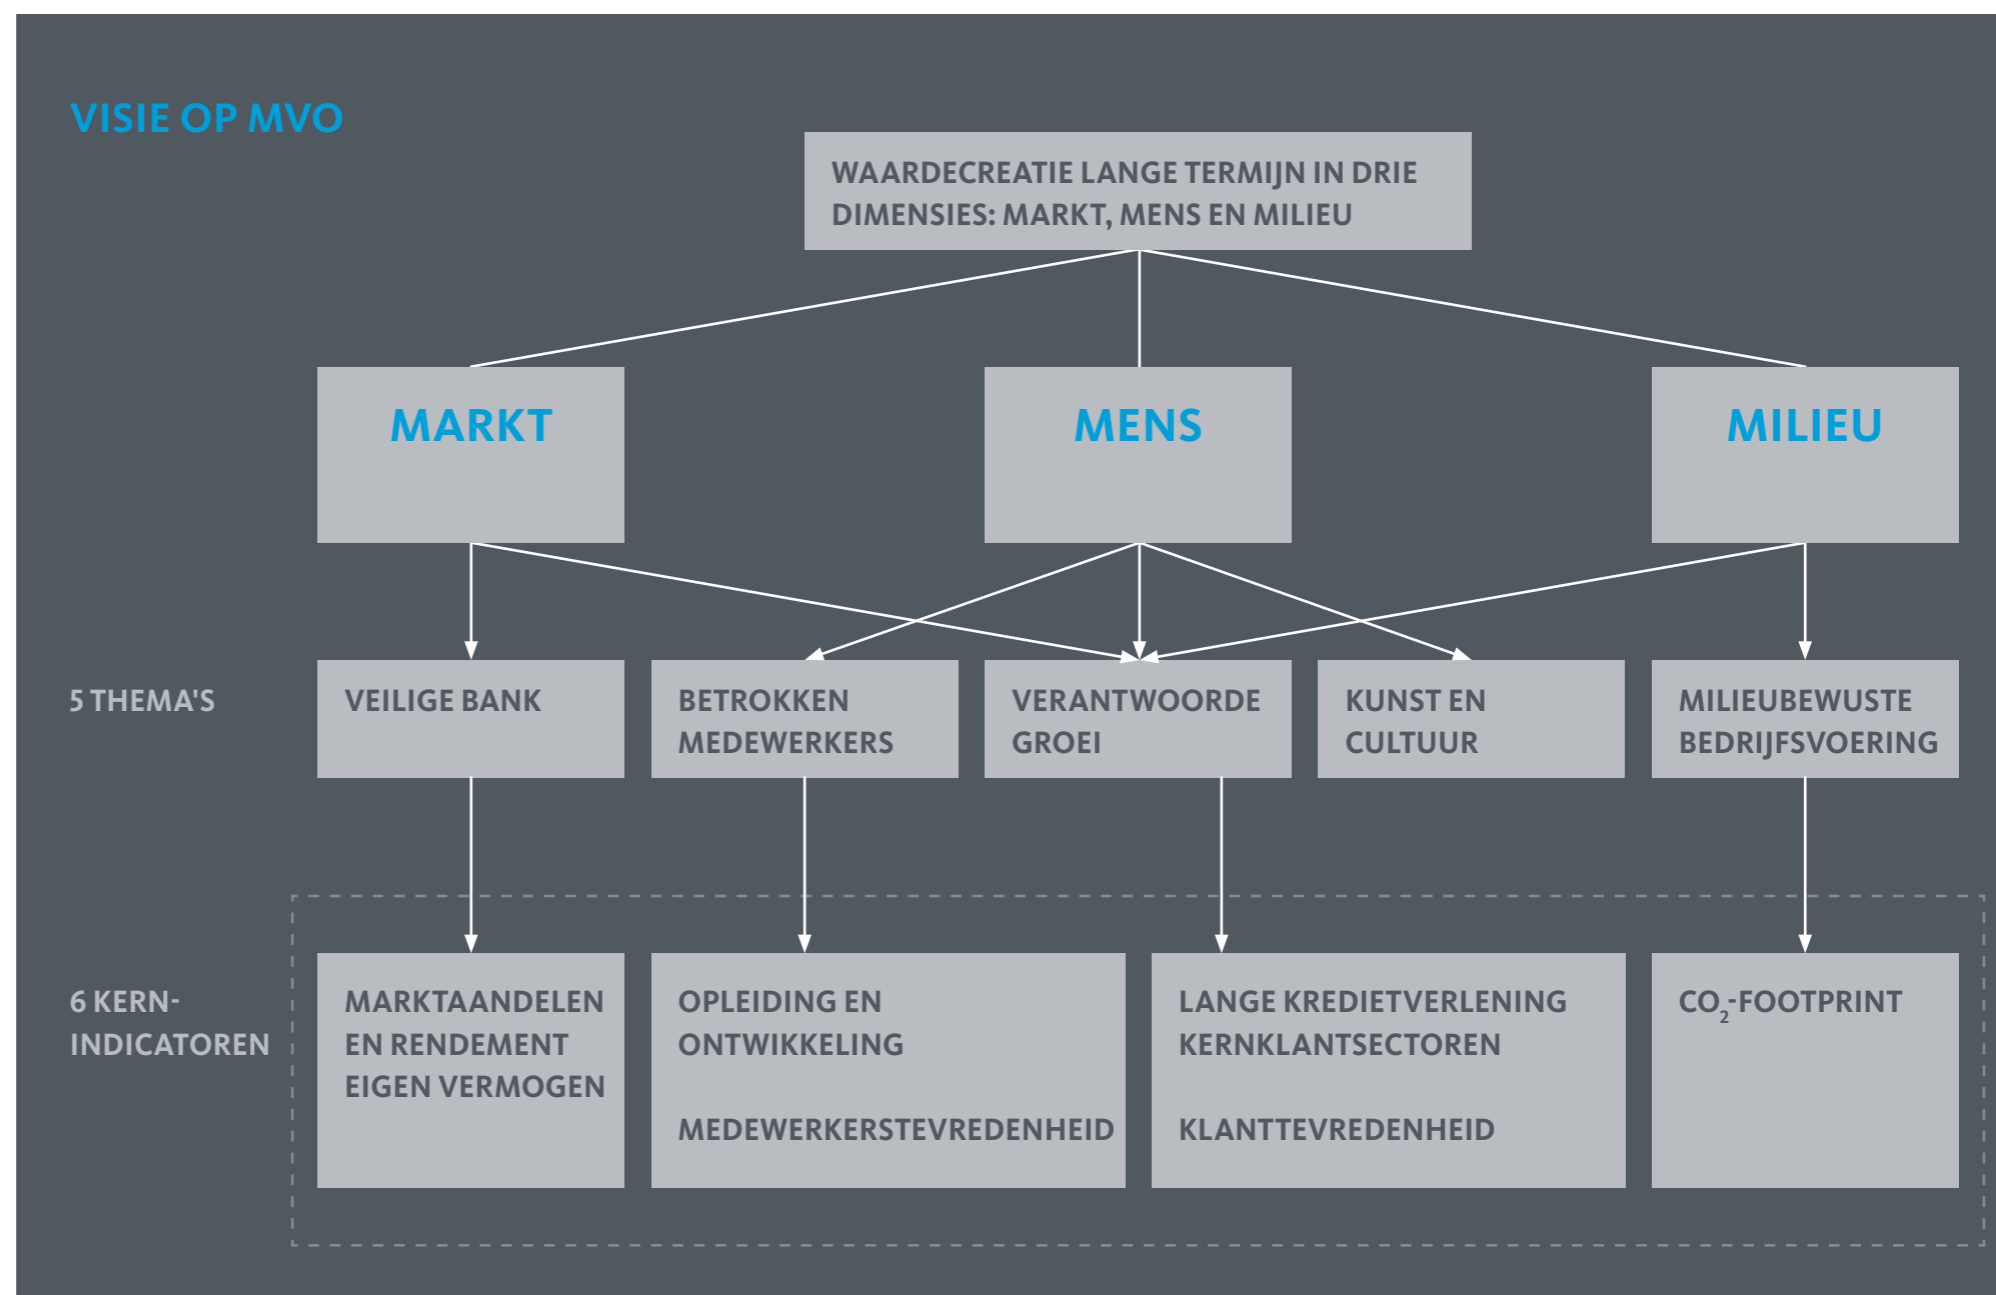 VISIE OP MVO
WAARDECREATIE LANGE TERMIJN IN DRIE
DIMENSIES: MARKT, MENS EN MILIEU
MARKT
MENS
MILIEU
5 THEMA'S
VEILIGE BANK
BETROKKEN
MEDEWERKERS
VERANTWOORDE
GROEI
KUNST EN
CULTUUR
MILIEUBEWUSTE
BEDRIJFSVOERING
6 KERN-
INDICATOREN
MARKTAANDELEN
EN RENDEMENT
EIGEN VERMOGEN
OPLEIDING EN
ONTWIKKELING
MEDEWERKERSTEVREDENHEID
LANGE KREDIETVERLENING
KERNKLANTSECTOREN
KLANTTEVREDENHEID
CO₂-FOOTPRINT